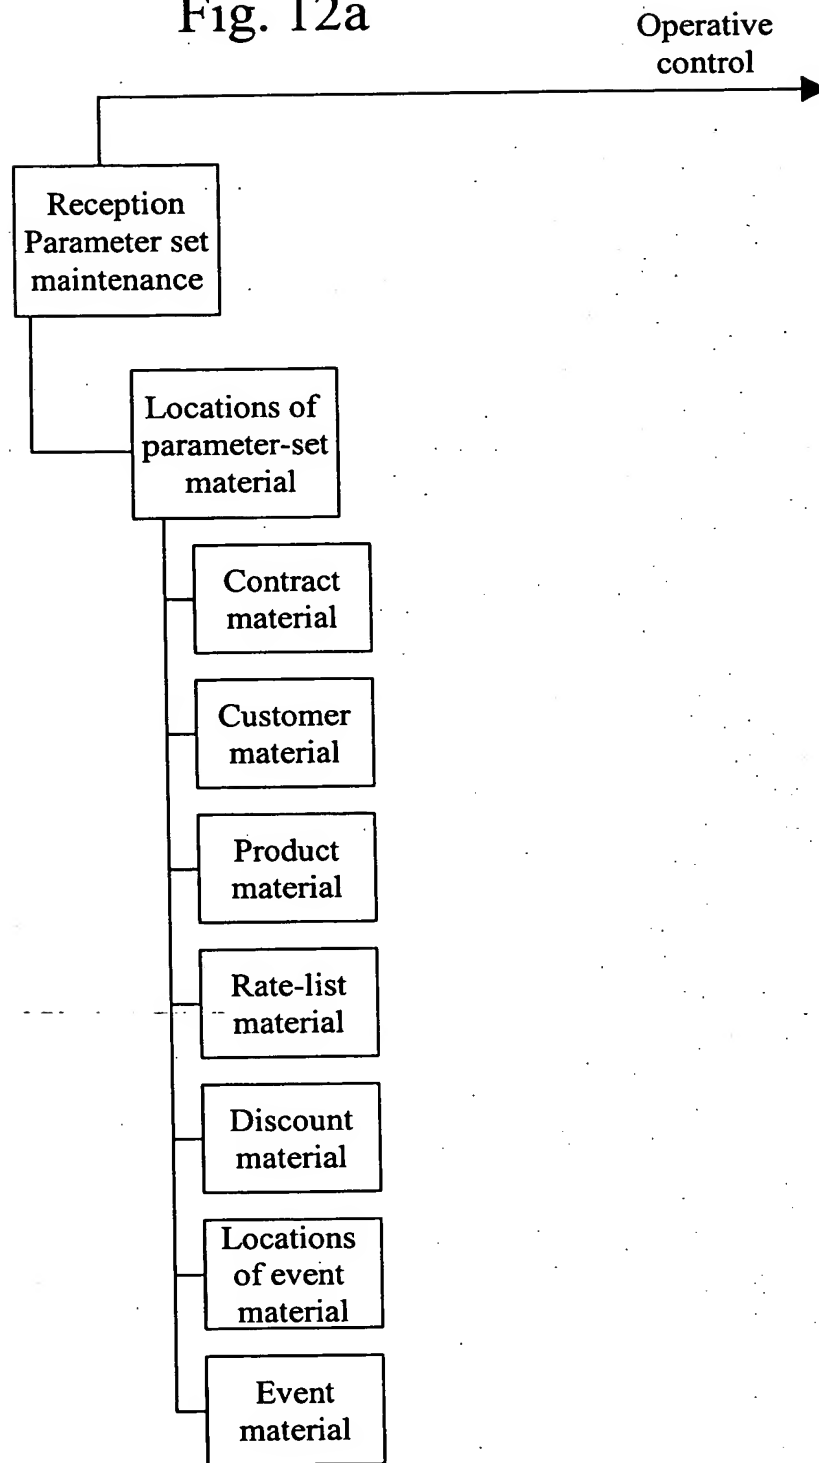 Fig. 12a
Operative
control
Reception
Parameter set
maintenance
Locations of
parameter-set
material
Contract
material
Customer
material
Product
material
Rate-list
material
Discount
material
Locations
of event
material
Event
material